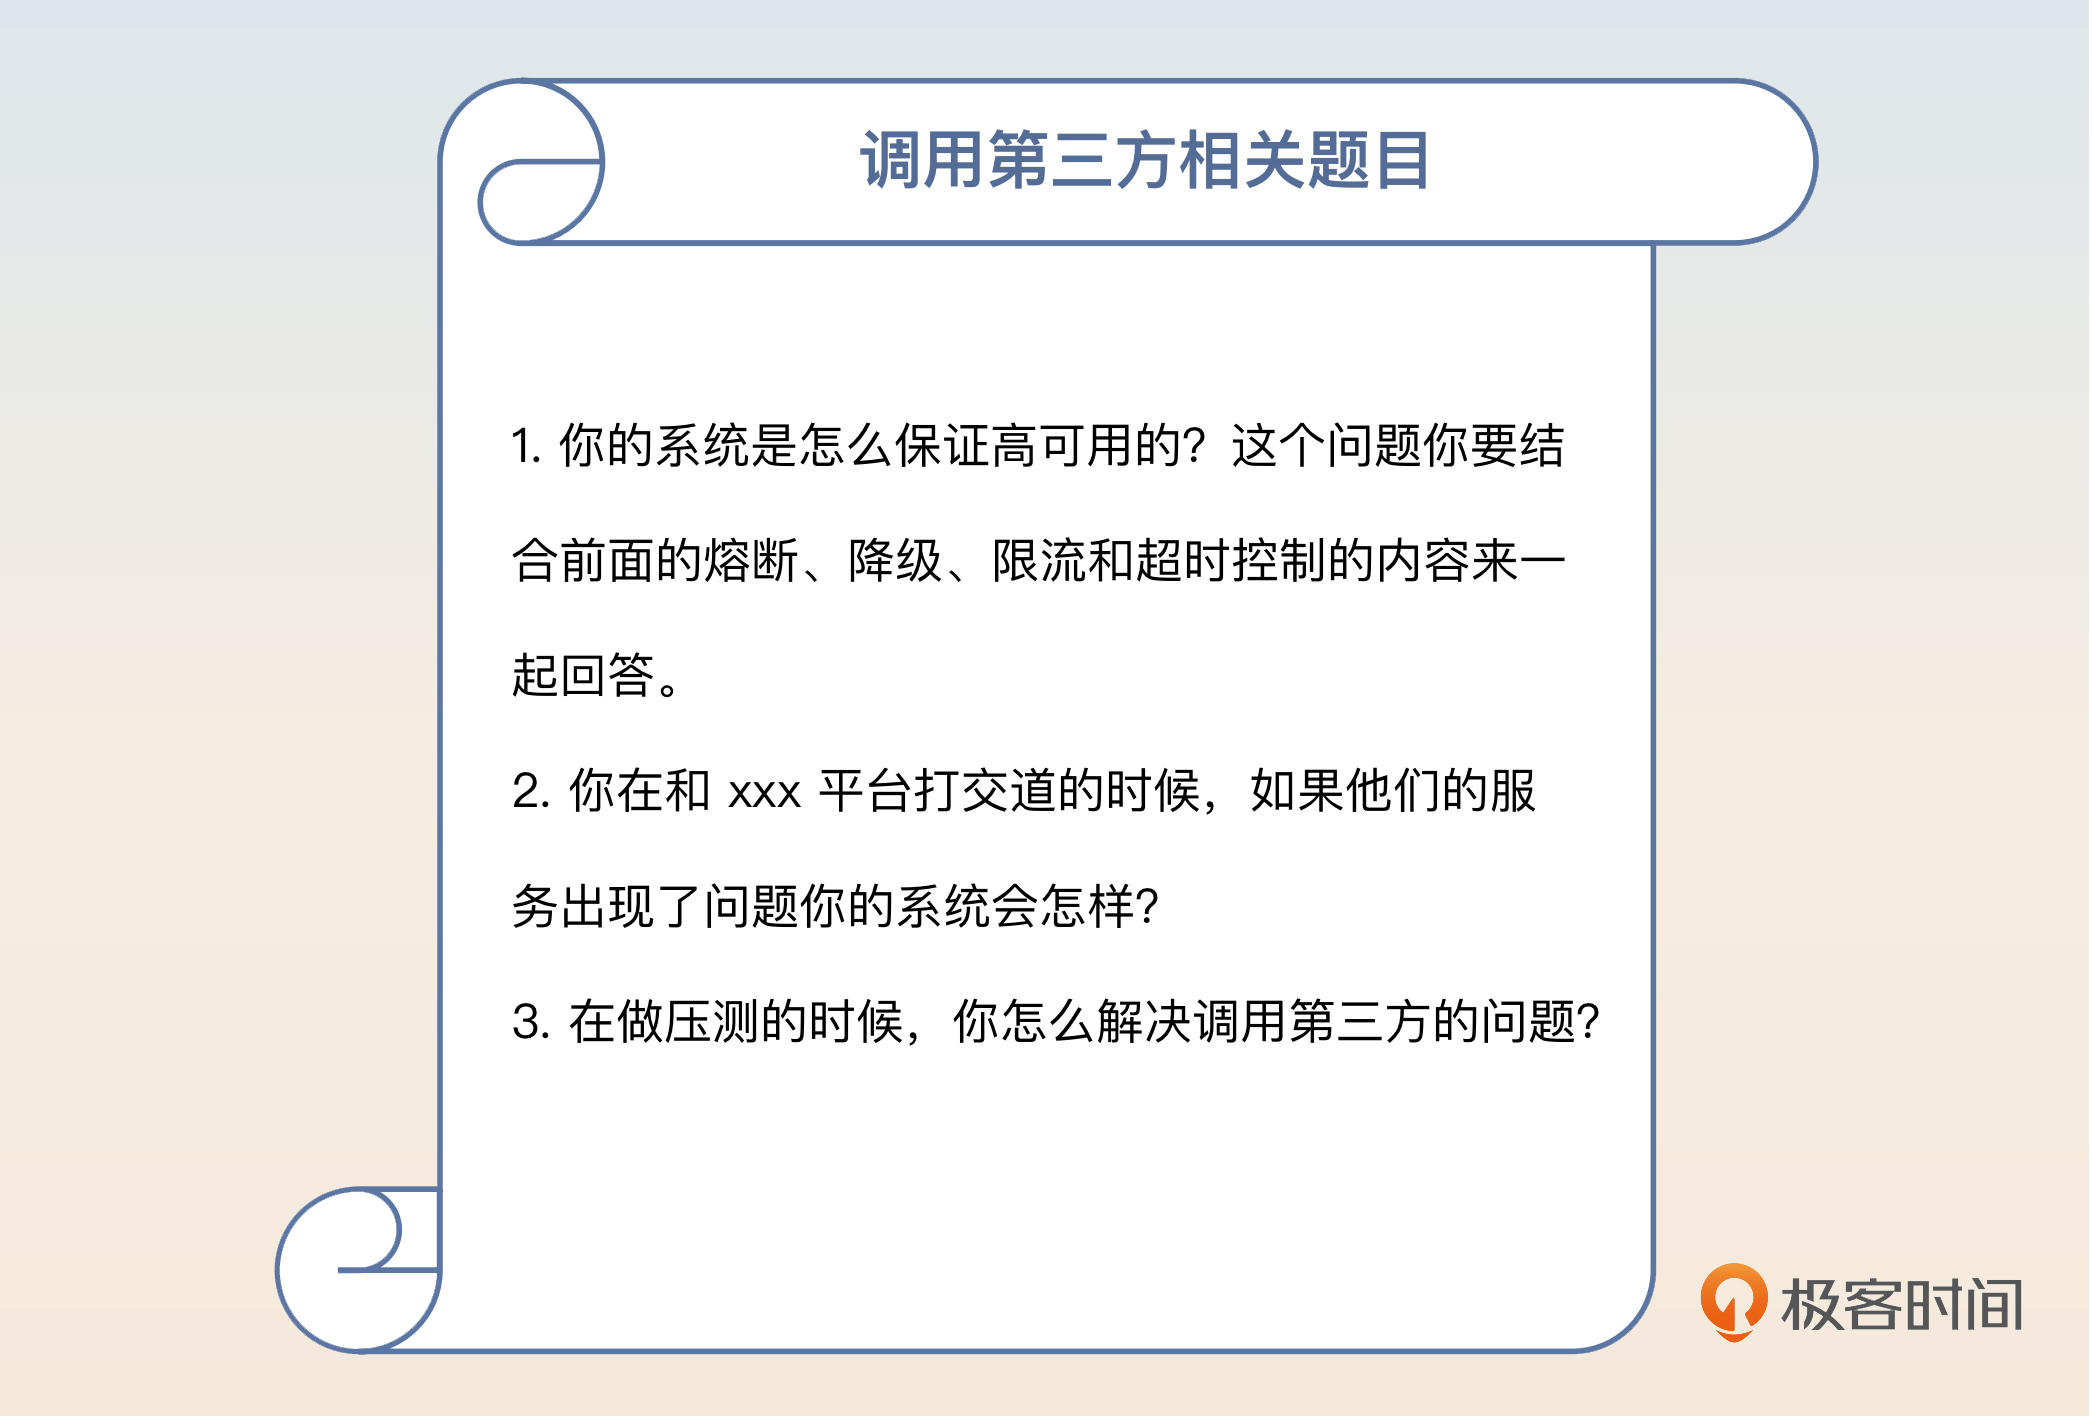 调用第三方相关题目
1. 你的系统是怎么保证高可用的？这个问题你要结
合前面的熔断、降级、限流和超时控制的内容来一
起回答。
2. 你在和 xxx 平台打交道的时候，如果他们的服
务出现了问题你的系统会怎样？
3. 在做压测的时候，你怎么解决调用第三方的问题？
极客时间